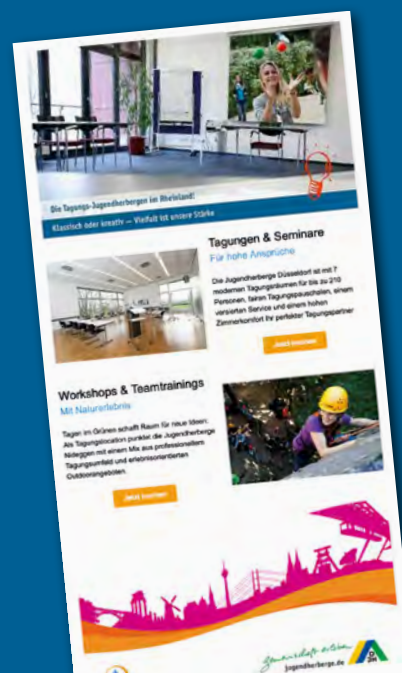 Die Tagungs-Jugendherbergen im Rheinland!
Klassisch oder kreativ — Vielfalt ist unsere Stärke
Tagungen & Seminare
Für hohe Ansprüche
Die Jugendherberge Düsseldorf ist mit 7
modernen Tagungsräumen für bis zu 210
Personen, fairen Tagungspauschalen, einem
versierten Service und einem hohen
Zimmerkomfort Ihr perfekter Tagungspartner
Jetzt buchen
Workshops & Teamtrainings
Mit Naturerlebnis
Tagen im Grünen schafft Raum für neue Ideen:
Als Tagungslocation punktet die Jugendherberge
Nideggen mit einem Mix aus professionellem
Tagungsumfeld und erlebnisorientierten
Outdoorangeboten.
Jetzt buchen
Gemeinschaft erleben
jugendherberge.de
DJH